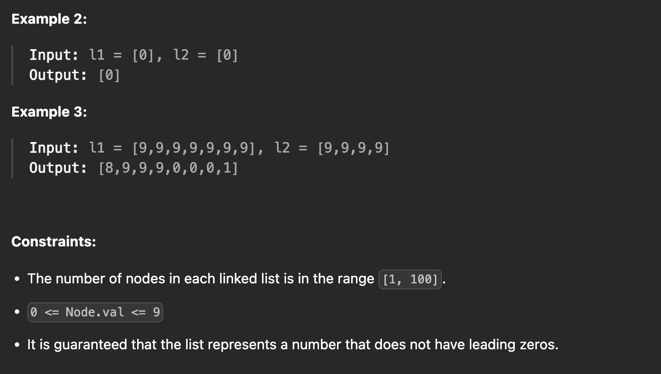 Example 2:
Input: l1 = [0], l2 = [0]
Output: [0]
Example 3:
Input: l1 = [9,9,9,9,9,9,9], l2 = [9,9,9,9]
Output: [8,9,9,9,0,0,0,1]
Constraints:
• The number of nodes in each linked list is in the range [1, 100].
• 0 <= Node.val <= 9
• It is guaranteed that the list represents a number that does not have leading zeros.